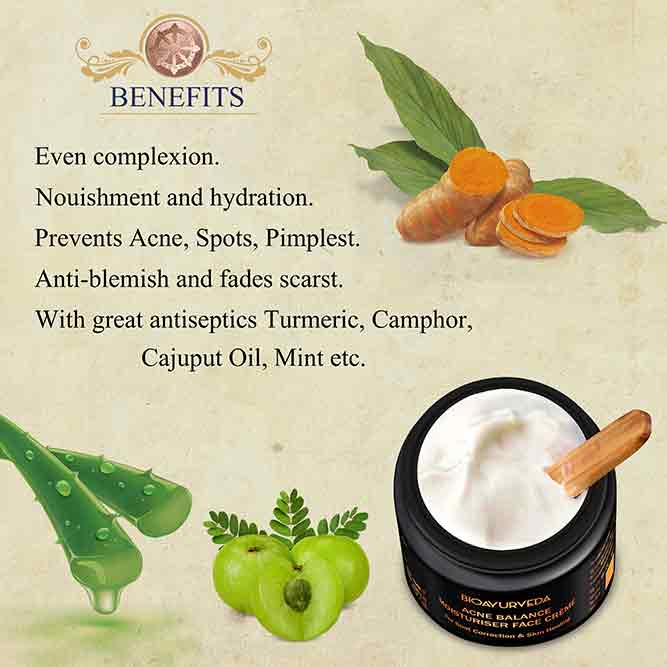 BENEFITS
Even complexion.
Nouishment and hydration.
Prevents Acne, Spots, Pimplest.
Anti-blemish and fades scarst.
With great antiseptics Turmeric, Camphor,
Cajuput Oil, Mint etc.
BIOAYURVEDA
ACNE BALANCE
MOISTURISER FACE CRÈME
For Spot Correction & Skin Healing